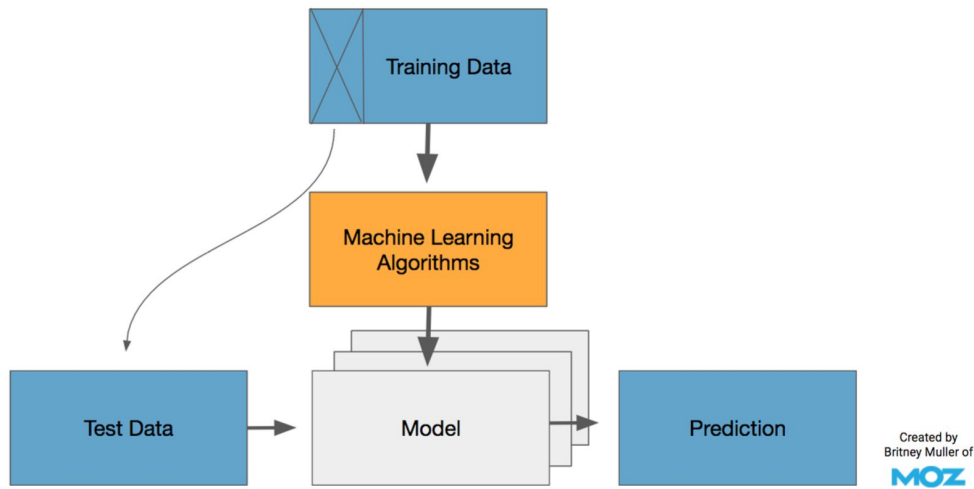 Training Data
Machine Learning
Algorithms
Test Data
Model
Prediction
Created by
Britney Muller of
MOZ